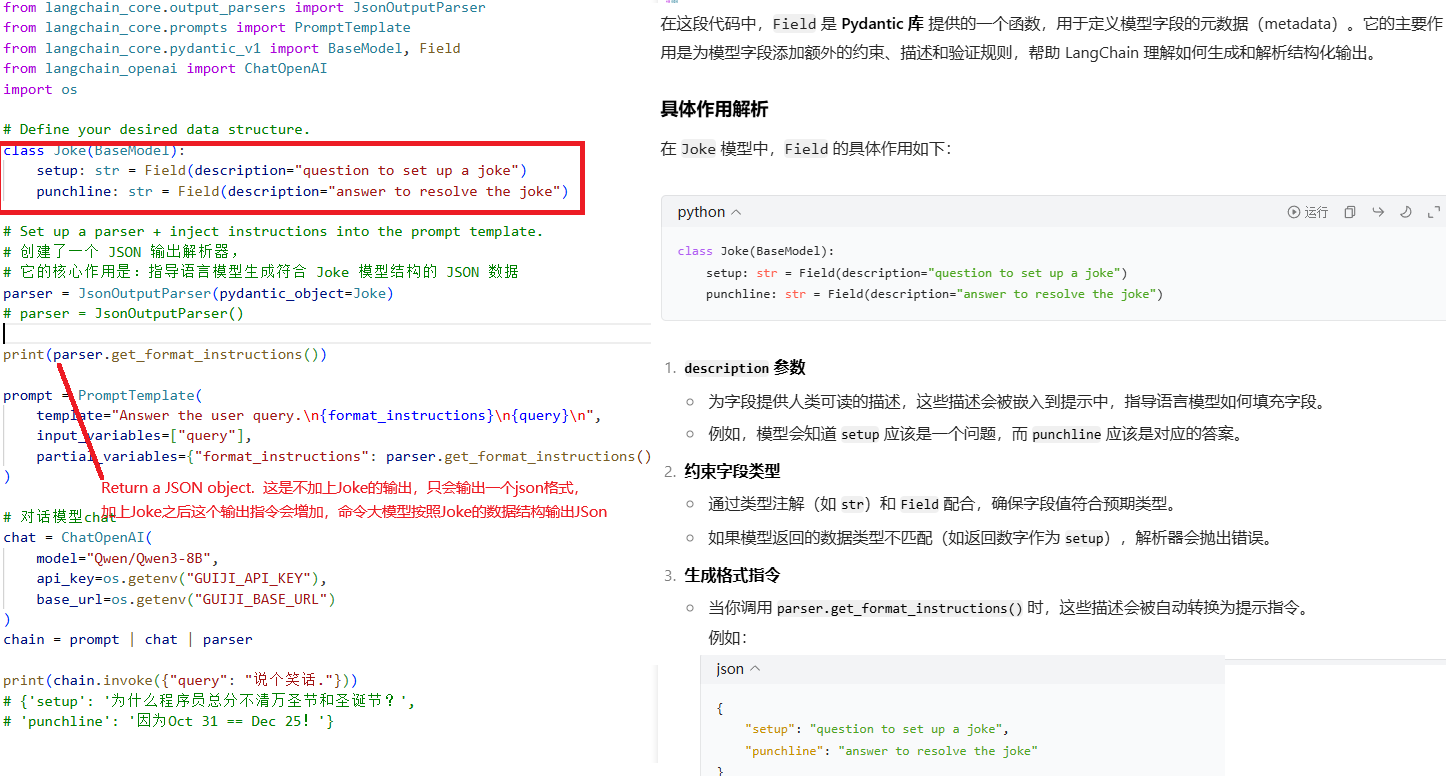 from langchain_core.output_parsers import JsonOutputParser
from langchain_core.prompts import PromptTemplate
from langchain_core.pydantic_v1 import BaseModel, Field
from langchain_openai import ChatOpenAI
import os
# Define your desired data structure.
class Joke(BaseModel):
    setup: str = Field(description="question to set up a joke")
    punchline: str = Field(description="answer to resolve the joke")
# Set up a parser + inject instructions into the prompt template.
# 创建了一个 JSON 输出解析器，
# 它的核心作用是：指导语言模型生成符合 Joke 模型结构的 JSON 数据
parser = JsonOutputParser(pydantic_object=Joke)
# parser = JsonOutputParser()
print(parser.get_format_instructions())
prompt = PromptTemplate(
    template="Answer the user query.\n{format_instructions}\n{query}\n",
    input_variables=["query"],
    partial_variables={"format_instructions": parser.get_format_instructions()
)
Return a JSON object. 这是不加上Joke的输出，只会输出一个json格式，
加上Joke之后这个输出指令会增加，命令大模型按照Joke的数据结构输出JSon
# 对话模型chat
chat = ChatOpenAI(
    model="Qwen/Qwen3-8B",
    api_key=os.getenv("GUIJI_API_KEY"),
    base_url=os.getenv("GUIJI_BASE_URL")
)
chain = prompt | chat | parser
print(chain.invoke({"query": "说个笑话."}))
# {'setup': '为什么程序员总分不清万圣节和圣诞节？',
# 'punchline': '因为Oct 31 == Dec 25！'}
在这段代码中，Field 是 Pydantic 库 提供的一个函数，用于定义模型字段的元数据（metadata）。它的主要作
用是为模型字段添加额外的约束、描述和验证规则，帮助 LangChain 理解如何生成和解析结构化输出。
具体作用解析
在 Joke 模型中，Field 的具体作用如下：
python
运行
class Joke(BaseModel):
    setup: str = Field(description="question to set up a joke")
    punchline: str = Field(description="answer to resolve the joke")
1. description 参数
○ 为字段提供人类可读的描述，这些描述会被嵌入到提示中，指导语言模型如何填充字段。
○ 例如，模型会知道 setup 应该是一个问题，而 punchline 应该是对应的答案。
2. 约束字段类型
○ 通过类型注解（如 str）和 Field 配合，确保字段值符合预期类型。
○ 如果模型返回的数据类型不匹配（如返回数字作为 setup），解析器会抛出错误。
3. 生成格式指令
○ 当你调用 parser.get_format_instructions() 时，这些描述会被自动转换为提示指令。
例如：
json
{
    "setup": "question to set up a joke",
    "punchline": "answer to resolve the joke"
}